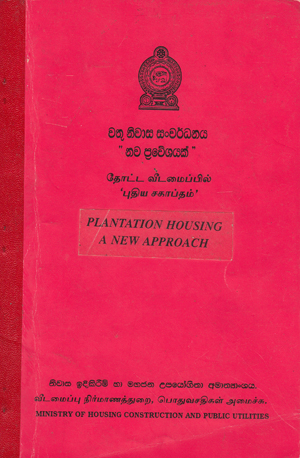 වතු නිවාස සංවර්ධනය
" නව ප්‍රවේශයක් "
தோட்ட வீடமைப்பில்
'புதிய சகாப்தம்'
PLANTATION HOUSING
A NEW APPROACH
නිවාස ඉදිකිරීම් හා මහජන උපයෝගීතා අමාත්‍යාංශය.
வீடமைப்பு நிர்மாணத்துறை, பொதுவசதிகள் அமைச்சு.
MINISTRY OF HOUSING CONSTRUCTION AND PUBLIC UTILITIES